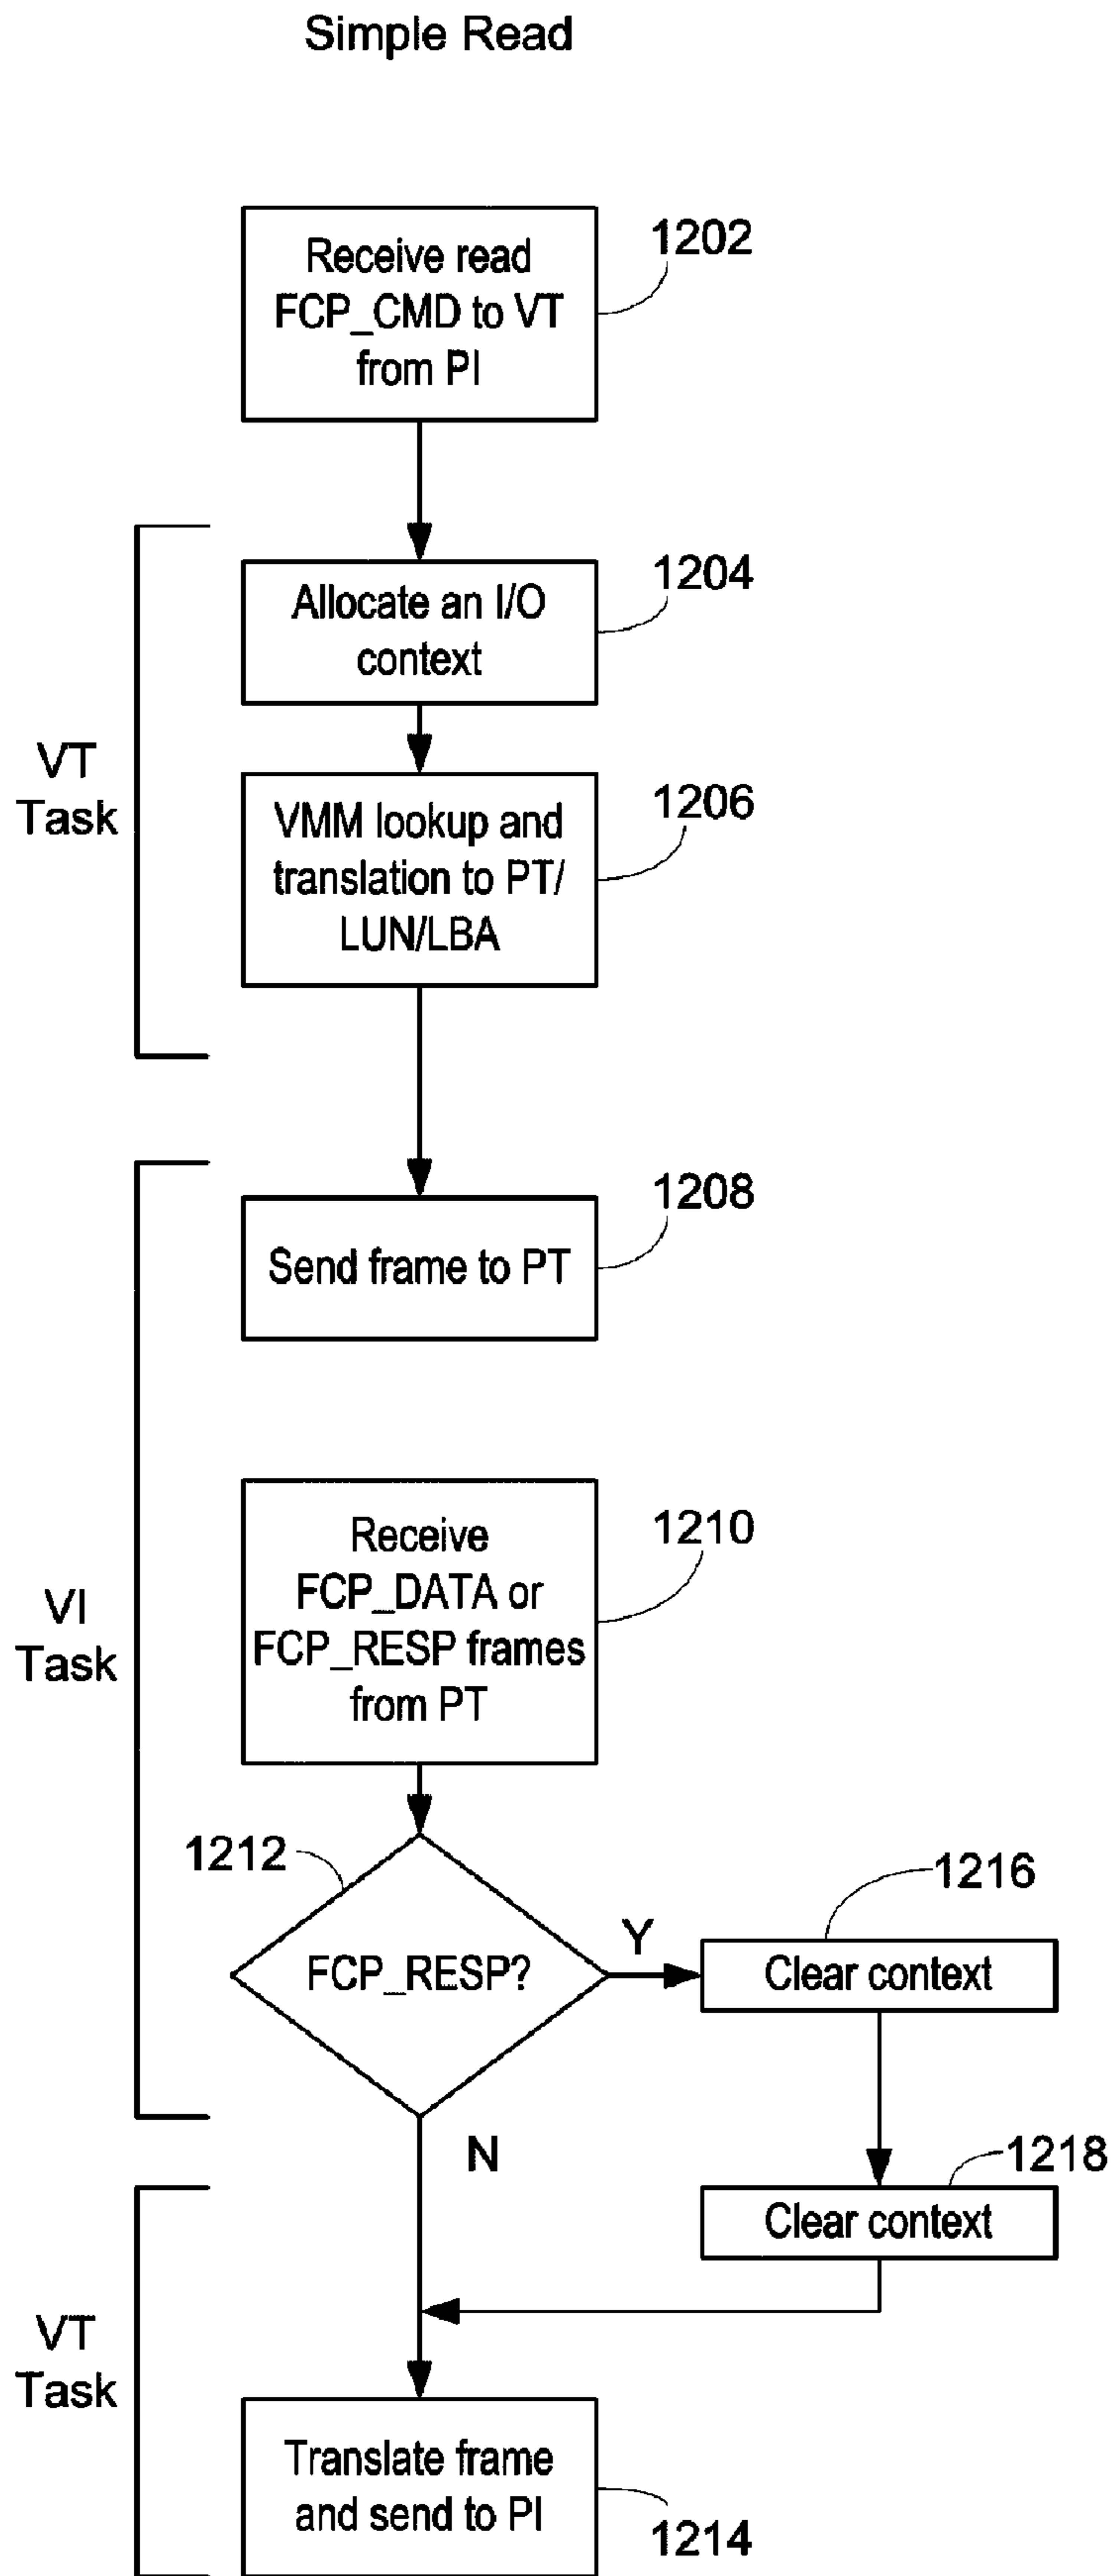 Simple Read
Receive read
FCP_CMD to VT
from PI
1202
Allocate an I/O
context
1204
VT
Task
VMM lookup and
translation to PT/
LUN/LBA
1206
Send frame to PT
1208
VI
Task
Receive
FCP_DATA or
FCP_RESP frames
from PT
1210
1212
FCP_RESP?
Y
N
1216
Clear context
1218
Clear context
VT
Task
Translate frame
and send to PI
1214